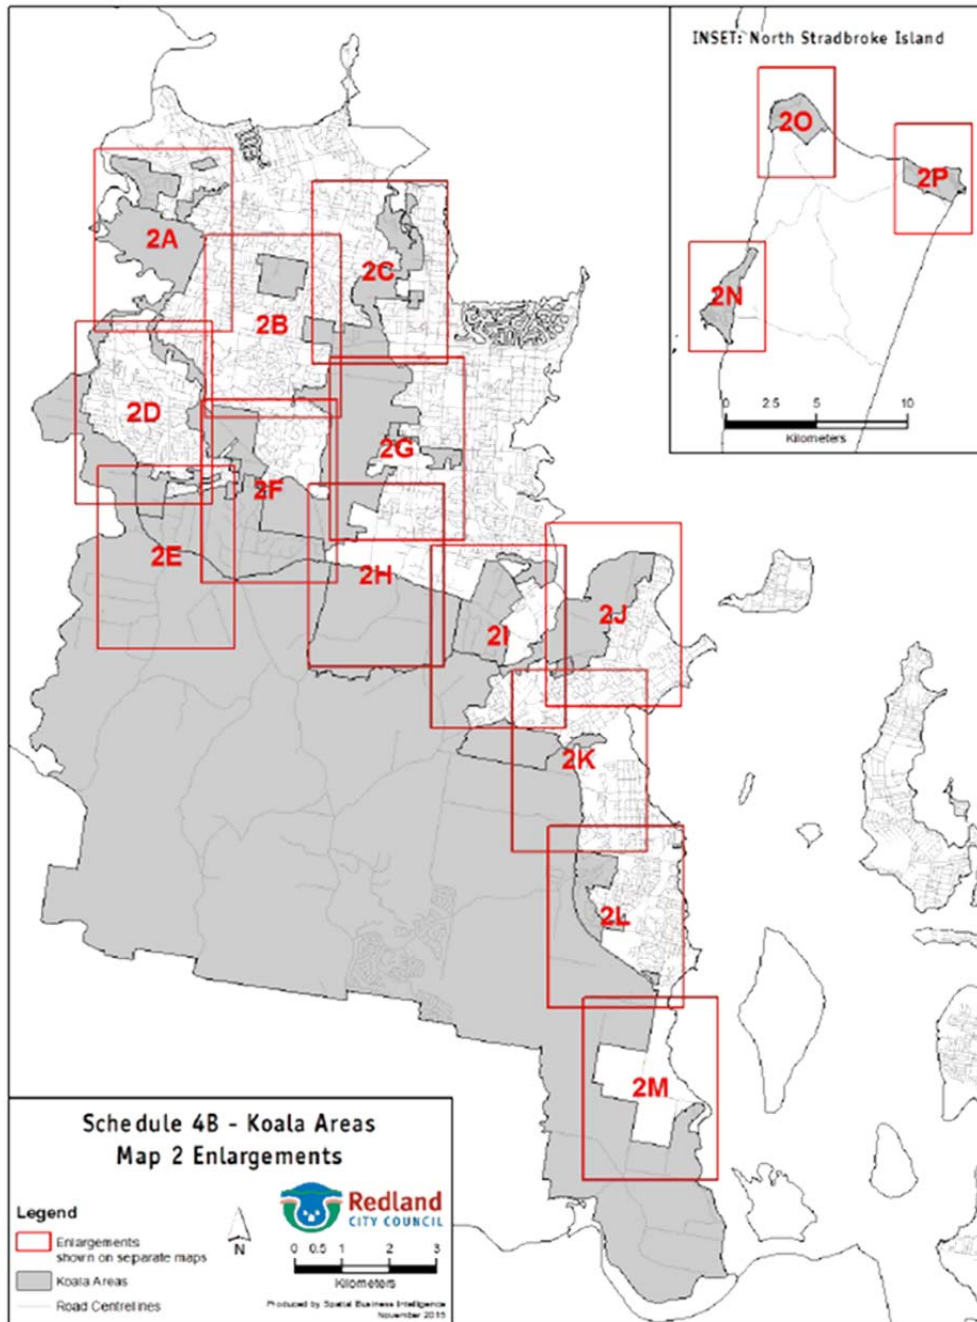 INSET: North Stradbroke Island
2O
2P
2N
0 2.5 5 10
Kilometers
2A
2C
2B
2D
2G
2F
2E
2H
2I
2J
2K
2L
2M
Schedule 4B - Koala Areas
Map 2 Enlargements
Redland
CITY COUNCIL
Legend
Enlargements
shown on separate maps
Koala Areas
Road Centrelines
N
0 0.5 1 2 3
Kilometers
Produced by Spatial Business Intelligence
November 2015